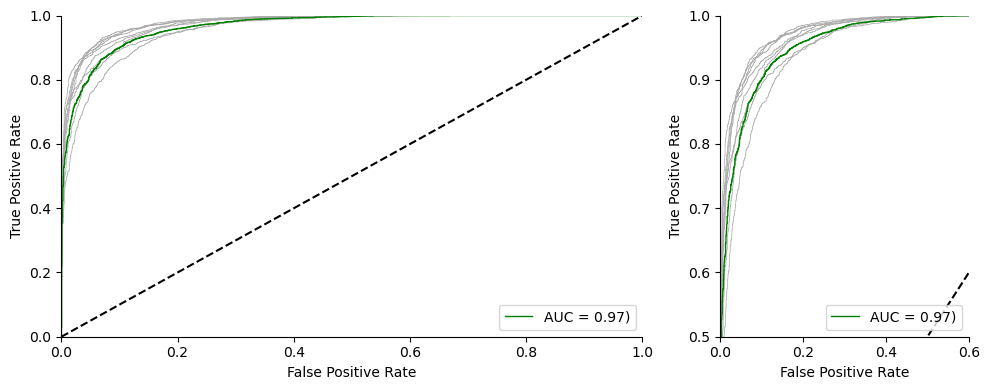 1.0
0.8
0.6
0.4
0.2
0.0
True Positive Rate
0.0 0.2 0.4 0.6 0.8 1.0
False Positive Rate
AUC = 0.97)
1.0
0.9
0.8
0.7
0.6
0.5
True Positive Rate
0.0 0.2 0.4 0.6
False Positive Rate
AUC = 0.97)